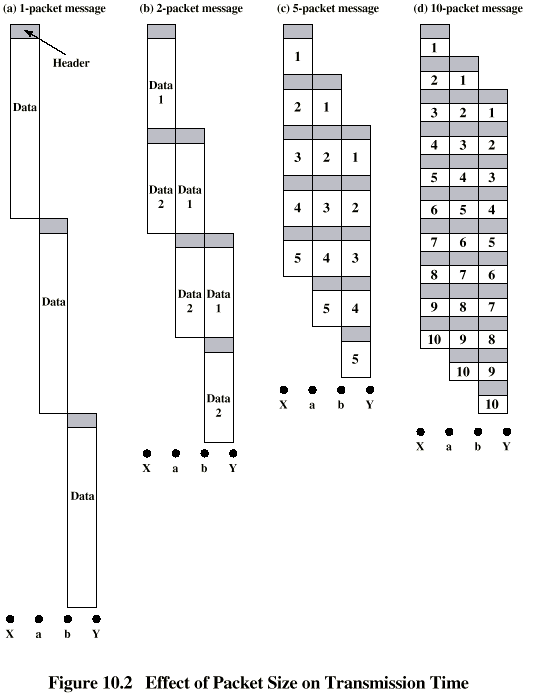 (a) 1-packet message
(b) 2-packet message
(c) 5-packet message
(d) 10-packet message
Header
Data
Data
Data
X a b Y
Data
1
Data Data
2 1
Data Data
2 1
Data
2
X a b Y
1
2 1
3 2 1
4 3 2
5 4 3
5 4
5
X a b Y
1
2 1
3 2 1
4 3 2
5 4 3
6 5 4
7 6 5
8 7 6
9 8 7
10 9 8
10 9
10
X a b Y
Figure 10.2 Effect of Packet Size on Transmission Time